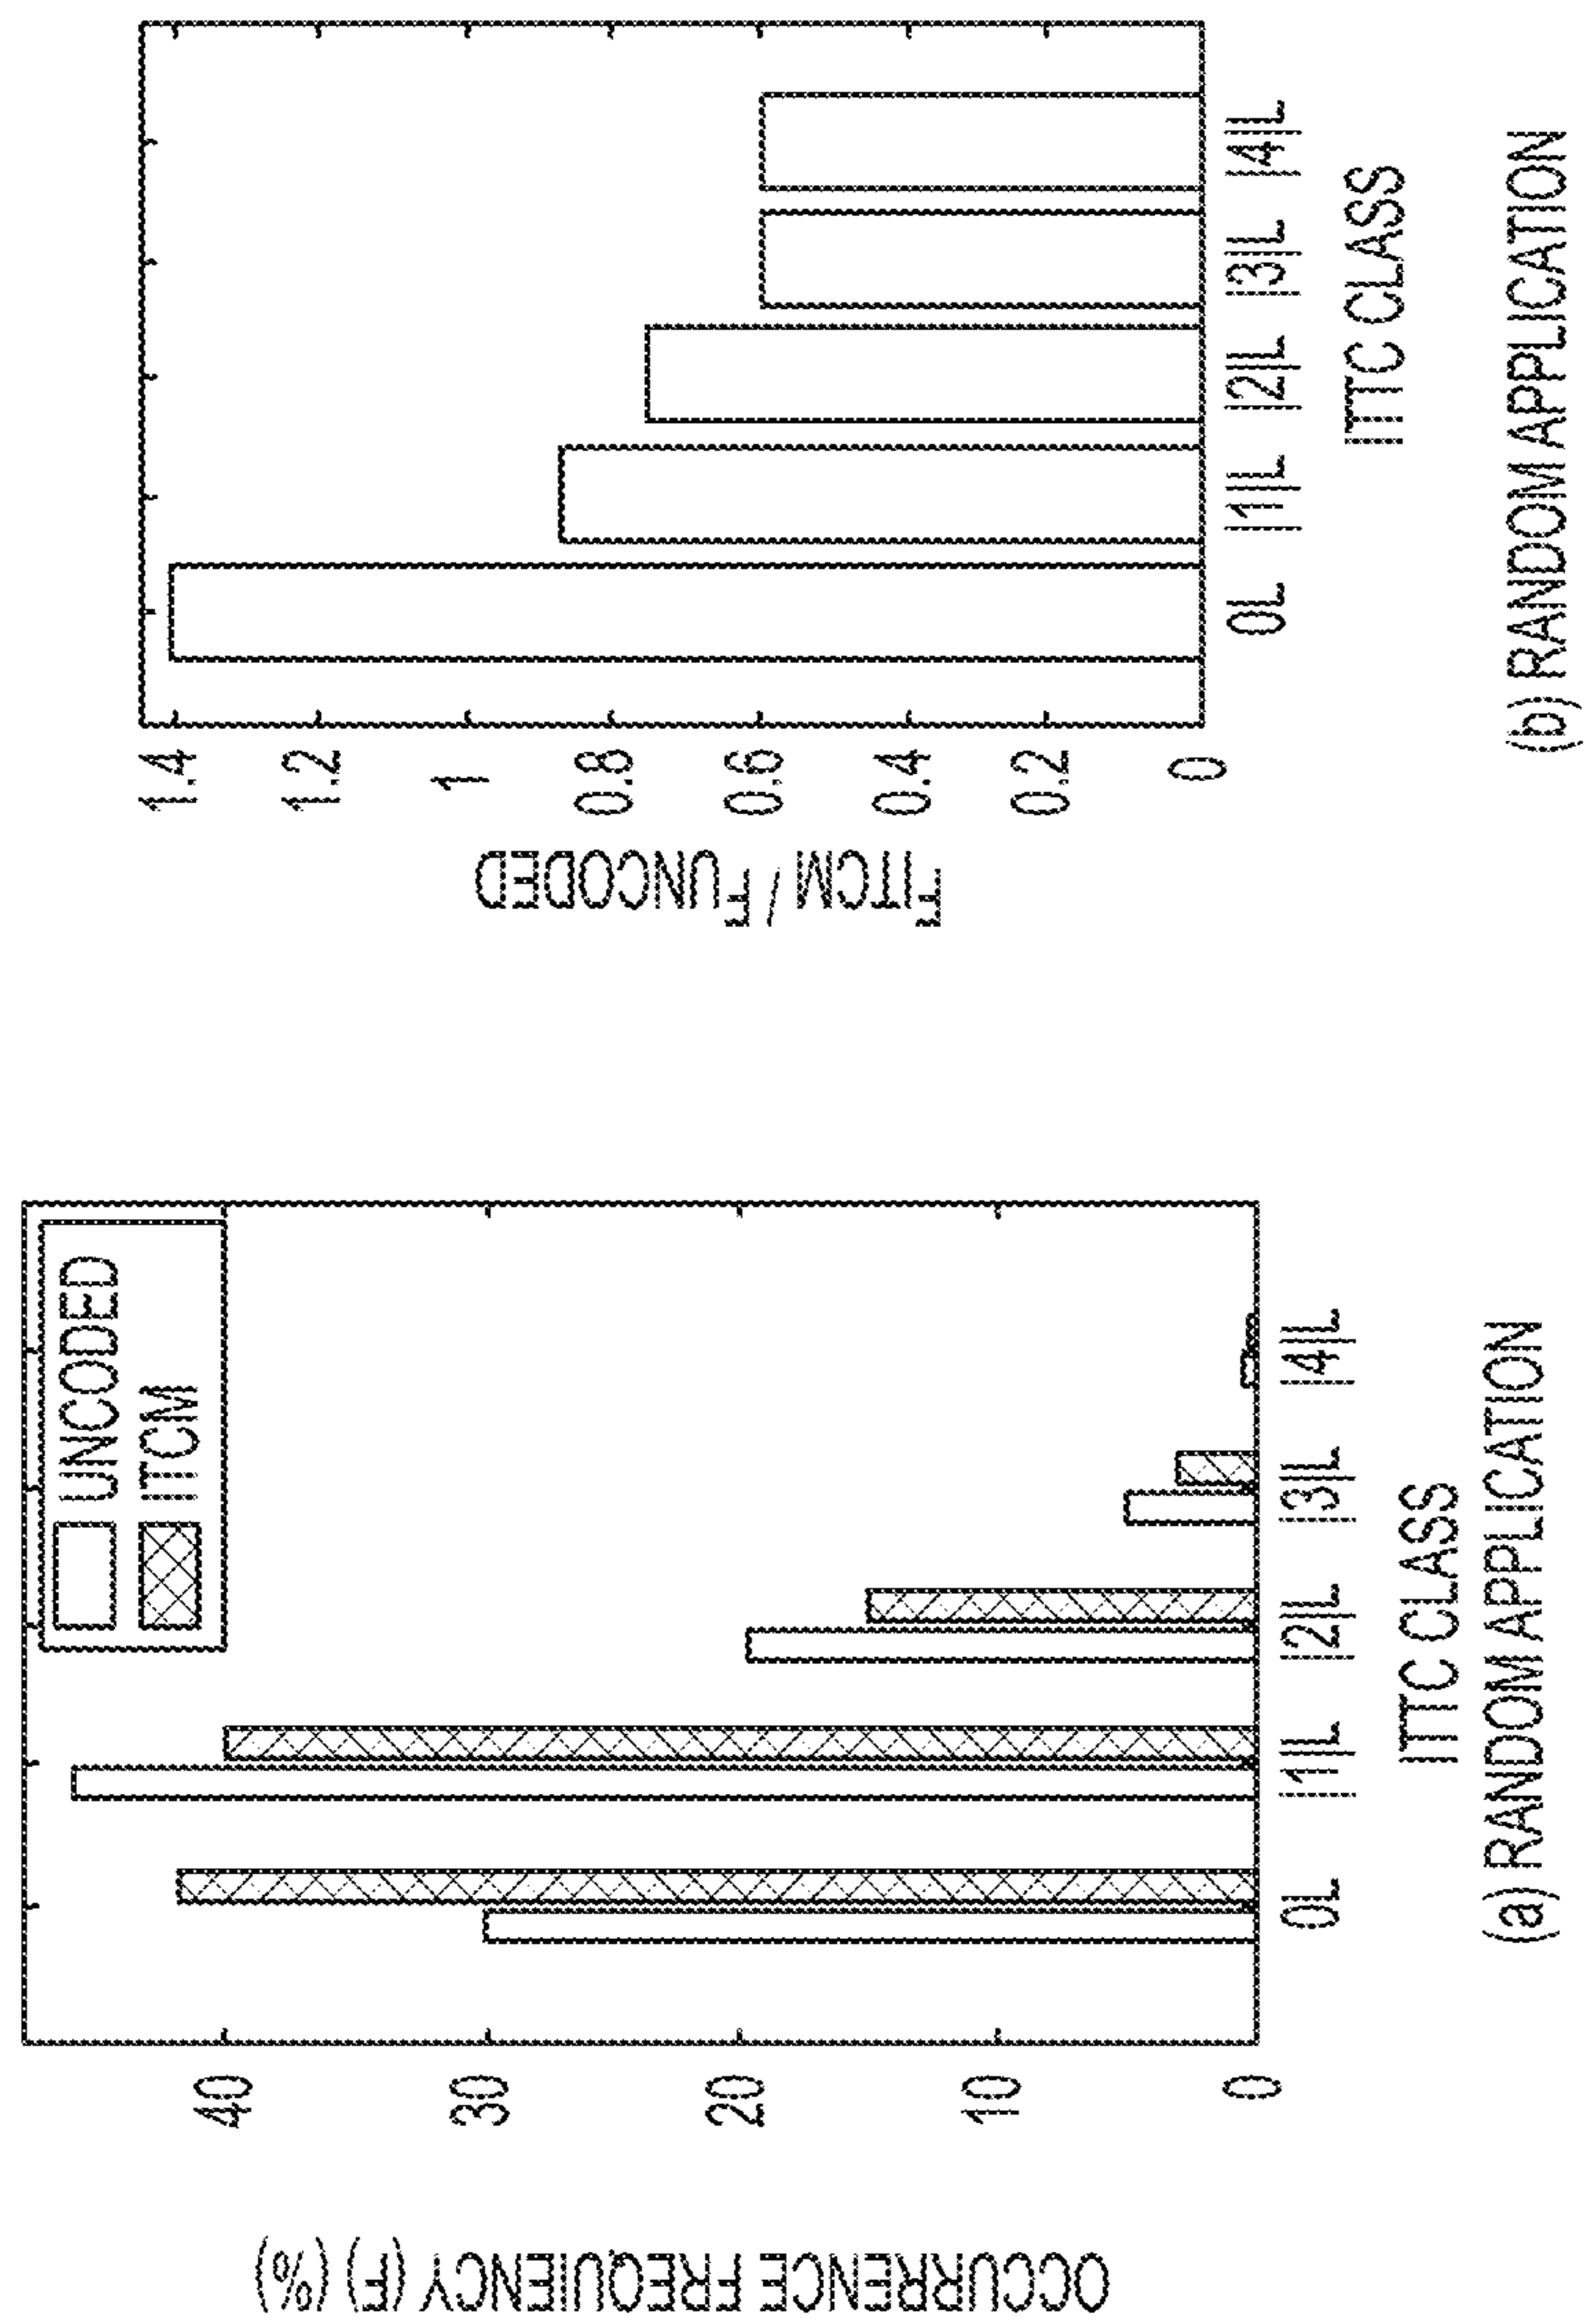 OCCURRENCE FREQUIENCY (F) (%)
40
30
20
10
0
UNCODED
ITCM
0L
|1|L
|2|L
|3|L
|4|L
ITTC CLASS
(a) RANDOM APPLICATION
FITCM / FUNCODED
1.4
1.2
1
0.8
0.6
0.4
0.2
0
0L
|1|L
|2|L
|3|L
|4|L
ITTC CLASS
(b) RANDOM APPLICATION